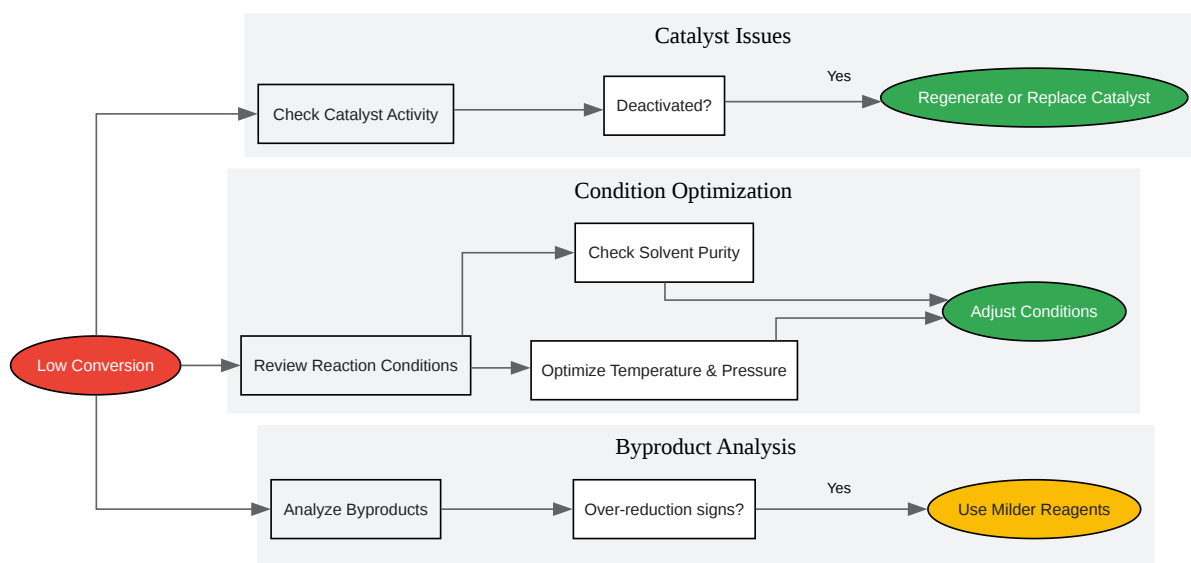 Catalyst Issues
Check Catalyst Activity
Deactivated?
Yes
Regenerate or Replace Catalyst
Condition Optimization
Check Solvent Purity
Adjust Conditions
Low Conversion
Review Reaction Conditions
Optimize Temperature & Pressure
Byproduct Analysis
Analyze Byproducts
Over-reduction signs?
Yes
Use Milder Reagents